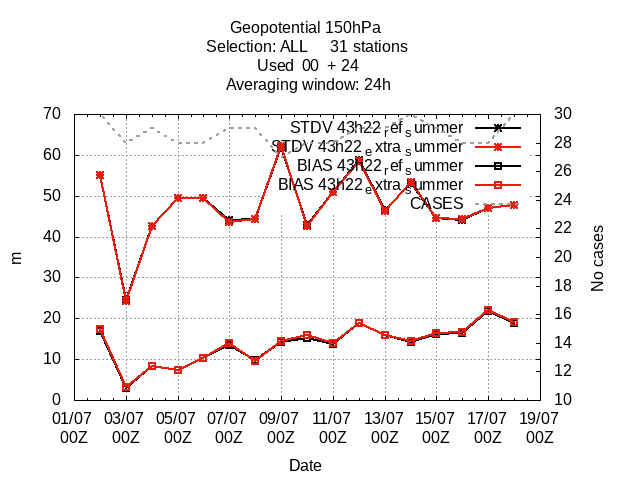 Geopotential 150hPa
Selection: ALL 31 stations
Used 00 + 24
Averaging window: 24h
70 30
60 28
50 26
40 24
30 22
20 20
10 18
0 16
14
12
10
STDV 43h22_ref_summer
STDV 43h22_extra_summer
BIAS 43h22_ref_summer
BIAS 43h22_extra_summer
CASES
m
No cases
01/07 03/07 05/07 07/07 09/07 11/07 13/07 15/07 17/07 19/07
00Z 00Z 00Z 00Z 00Z 00Z 00Z 00Z 00Z 00Z
Date